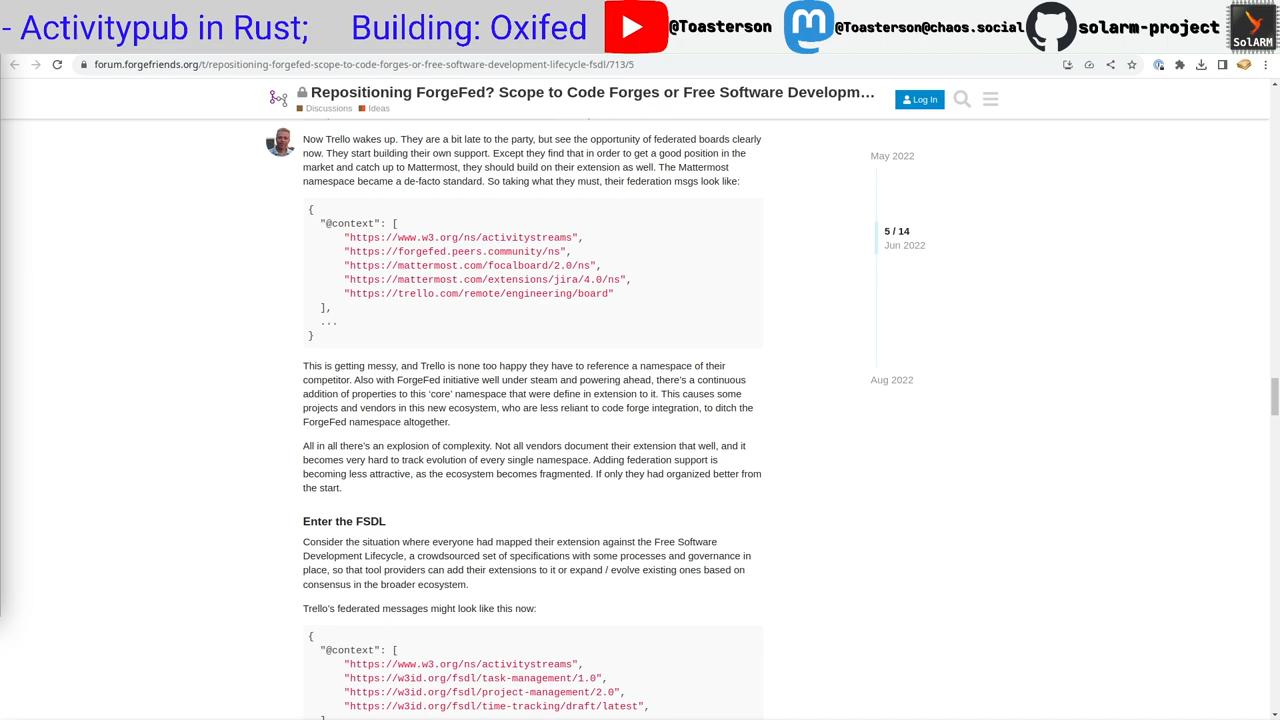 - Activitypub in Rust; Building: Oxifed @Toasterson @Toasterson@chaos.social solarm-project
SolARM
forum.forgefriends.org/t/repositioning-forgefed-scope-to-code-forges-or-free-software-development-lifecycle-fsdl/713/5
Repositioning ForgeFed? Scope to Code Forges or Free Software Developm…
Discussions Ideas
Log In
Now Trello wakes up. They are a bit late to the party, but see the opportunity of federated boards clearly
now. They start building their own support. Except they find that in order to get a good position in the
market and catch up to Mattermost, they should build on their extension as well. The Mattermost
namespace became a de-facto standard. So taking what they must, their federation msgs look like:
{
"@context": [
"https://www.w3.org/ns/activitystreams",
"https://forgefed.peers.community/ns",
"https://mattermost.com/focalboard/2.0/ns",
"https://mattermost.com/extensions/jira/4.0/ns",
"https://trello.com/remote/engineering/board"
],
...
}
This is getting messy, and Trello is none too happy they have to reference a namespace of their
competitor. Also with ForgeFed initiative well under steam and powering ahead, there's a continuous
addition of properties to this ‘core’ namespace that were define in extension to it. This causes some
projects and vendors in this new ecosystem, who are less reliant to code forge integration, to ditch the
ForgeFed namespace altogether.
All in all there's an explosion of complexity. Not all vendors document their extension that well, and it
becomes very hard to track evolution of every single namespace. Adding federation support is
becoming less attractive, as the ecosystem becomes fragmented. If only they had organized better from
the start.
Enter the FSDL
Consider the situation where everyone had mapped their extension against the Free Software
Development Lifecycle, a crowdsourced set of specifications with some processes and governance in
place, so that tool providers can add their extensions to it or expand / evolve existing ones based on
consensus in the broader ecosystem.
Trello's federated messages might look like this now:
{
"@context": [
"https://www.w3.org/ns/activitystreams",
"https://w3id.org/fsdl/task-management/1.0",
"https://w3id.org/fsdl/project-management/2.0",
"https://w3id.org/fsdl/time-tracking/draft/latest",
May 2022
5 / 14
Jun 2022
Aug 2022